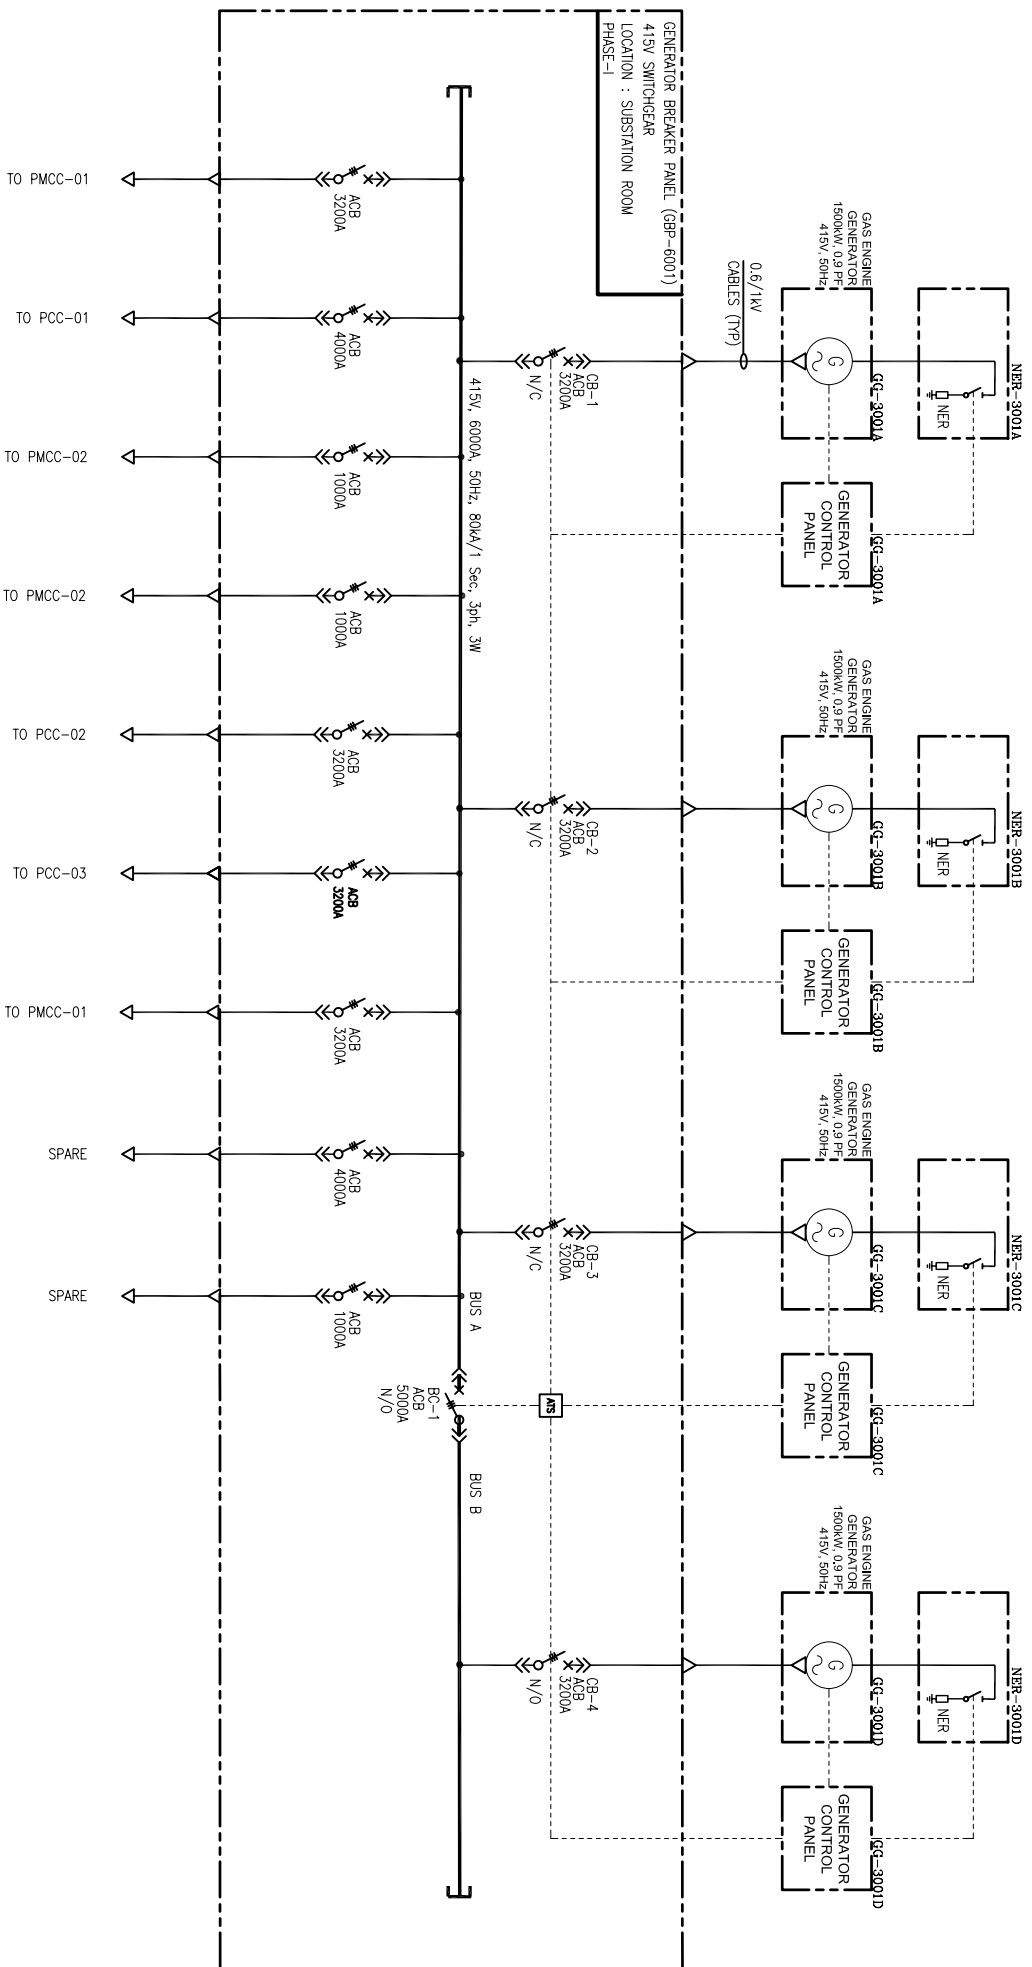 NER-3001A
NER
GG-3001A
GAS ENGINE
GENERATOR
1500kW, 0.9 PF
415V, 50Hz
G
GG-3001A
GENERATOR
CONTROL
PANEL
0.6/1kV
CABLES (TYP)
NER-3001B
NER
GG-3001B
GAS ENGINE
GENERATOR
1500kW, 0.9 PF
415V, 50Hz
G
GG-3001B
GENERATOR
CONTROL
PANEL
NER-3001C
NER
GG-3001C
GAS ENGINE
GENERATOR
1500kW, 0.9 PF
415V, 50Hz
G
GG-3001C
GENERATOR
CONTROL
PANEL
NER-3001D
NER
GG-3001D
GAS ENGINE
GENERATOR
1500kW, 0.9 PF
415V, 50Hz
G
GG-3001D
GENERATOR
CONTROL
PANEL
GENERATOR BREAKER PANEL (GBP-6001)
415V SWITCHGEAR
LOCATION : SUBSTATION ROOM
PHASE-I
CB-1
ACB
3200A
N/C
CB-2
ACB
3200A
N/C
CB-3
ACB
3200A
N/C
ATS
CB-4
ACB
3200A
N/O
415V, 6000A, 50Hz, 80kA/1 Sec, 3ph, 3W
BUS A
BUS B
BC-1
ACB
5000A
N/O
ACB
3200A
ACB
4000A
ACB
1000A
ACB
1000A
ACB
3200A
ACB
3200A
ACB
3200A
ACB
4000A
ACB
1000A
TO PMCC-01
TO PCC-01
TO PMCC-02
TO PMCC-02
TO PCC-02
TO PCC-03
TO PMCC-01
SPARE
SPARE